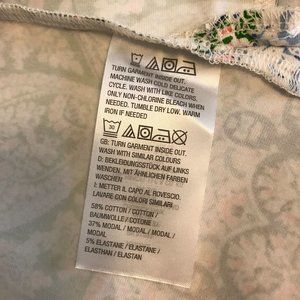 TURN GARMENT INSIDE OUT.
MACHINE WASH COLD DELICATE
CYCLE. WASH WITH LIKE COLORS.
ONLY NON-CHLORINE BLEACH WHEN
NEEDED. TUMBLE DRY LOW. WARM
IRON IF NEEDED
30
GB: TURN GARMENT INSIDE OUT.
WASH WITH SIMILAR COLOURS
D: BEKLEIDUNGSSTÜCK AUF LINKS
WENDEN. MIT ÄHNLICHEN FARBEN
WASCHEN
I: METTER IL CAPO AL ROVESCIO.
LAVARE CON COLORI SIMILARI
58% COTTON / COTTON /
BAUMWOLLE / COTONE
37% MODAL / MODAL / MODAL /
MODAL
5% ELASTANE / ELASTANE /
ELASTHAN / ELASTAN